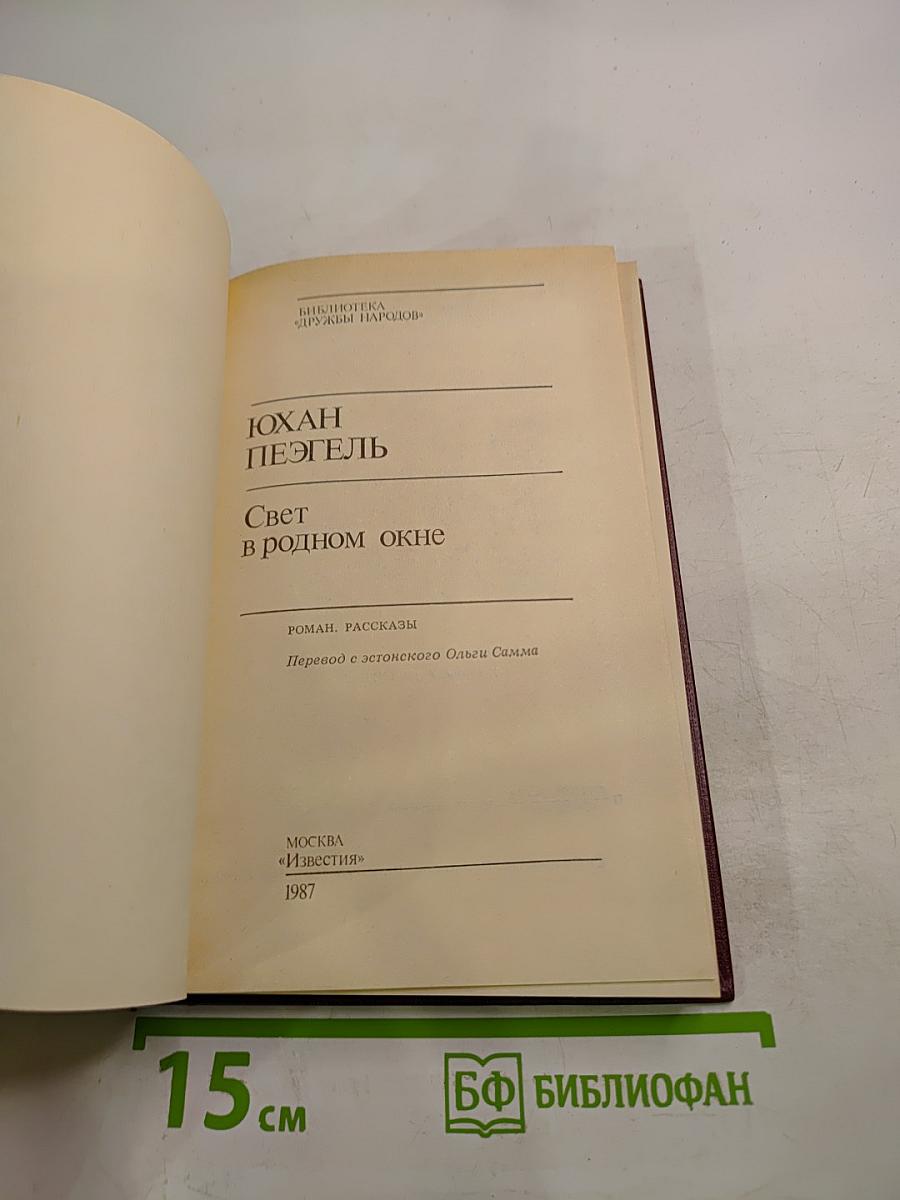 БИБЛИОТЕКА
«ДРУЖБЫ НАРОДОВ»
ЮХАН
ПЕЭГЕЛЬ
Свет
в родном окне
РОМАН. РАССКАЗЫ
Перевод с эстонского Ольги Самма
МОСКВА
«Известия»
1987
15 см
БФ БИБЛИОФАН